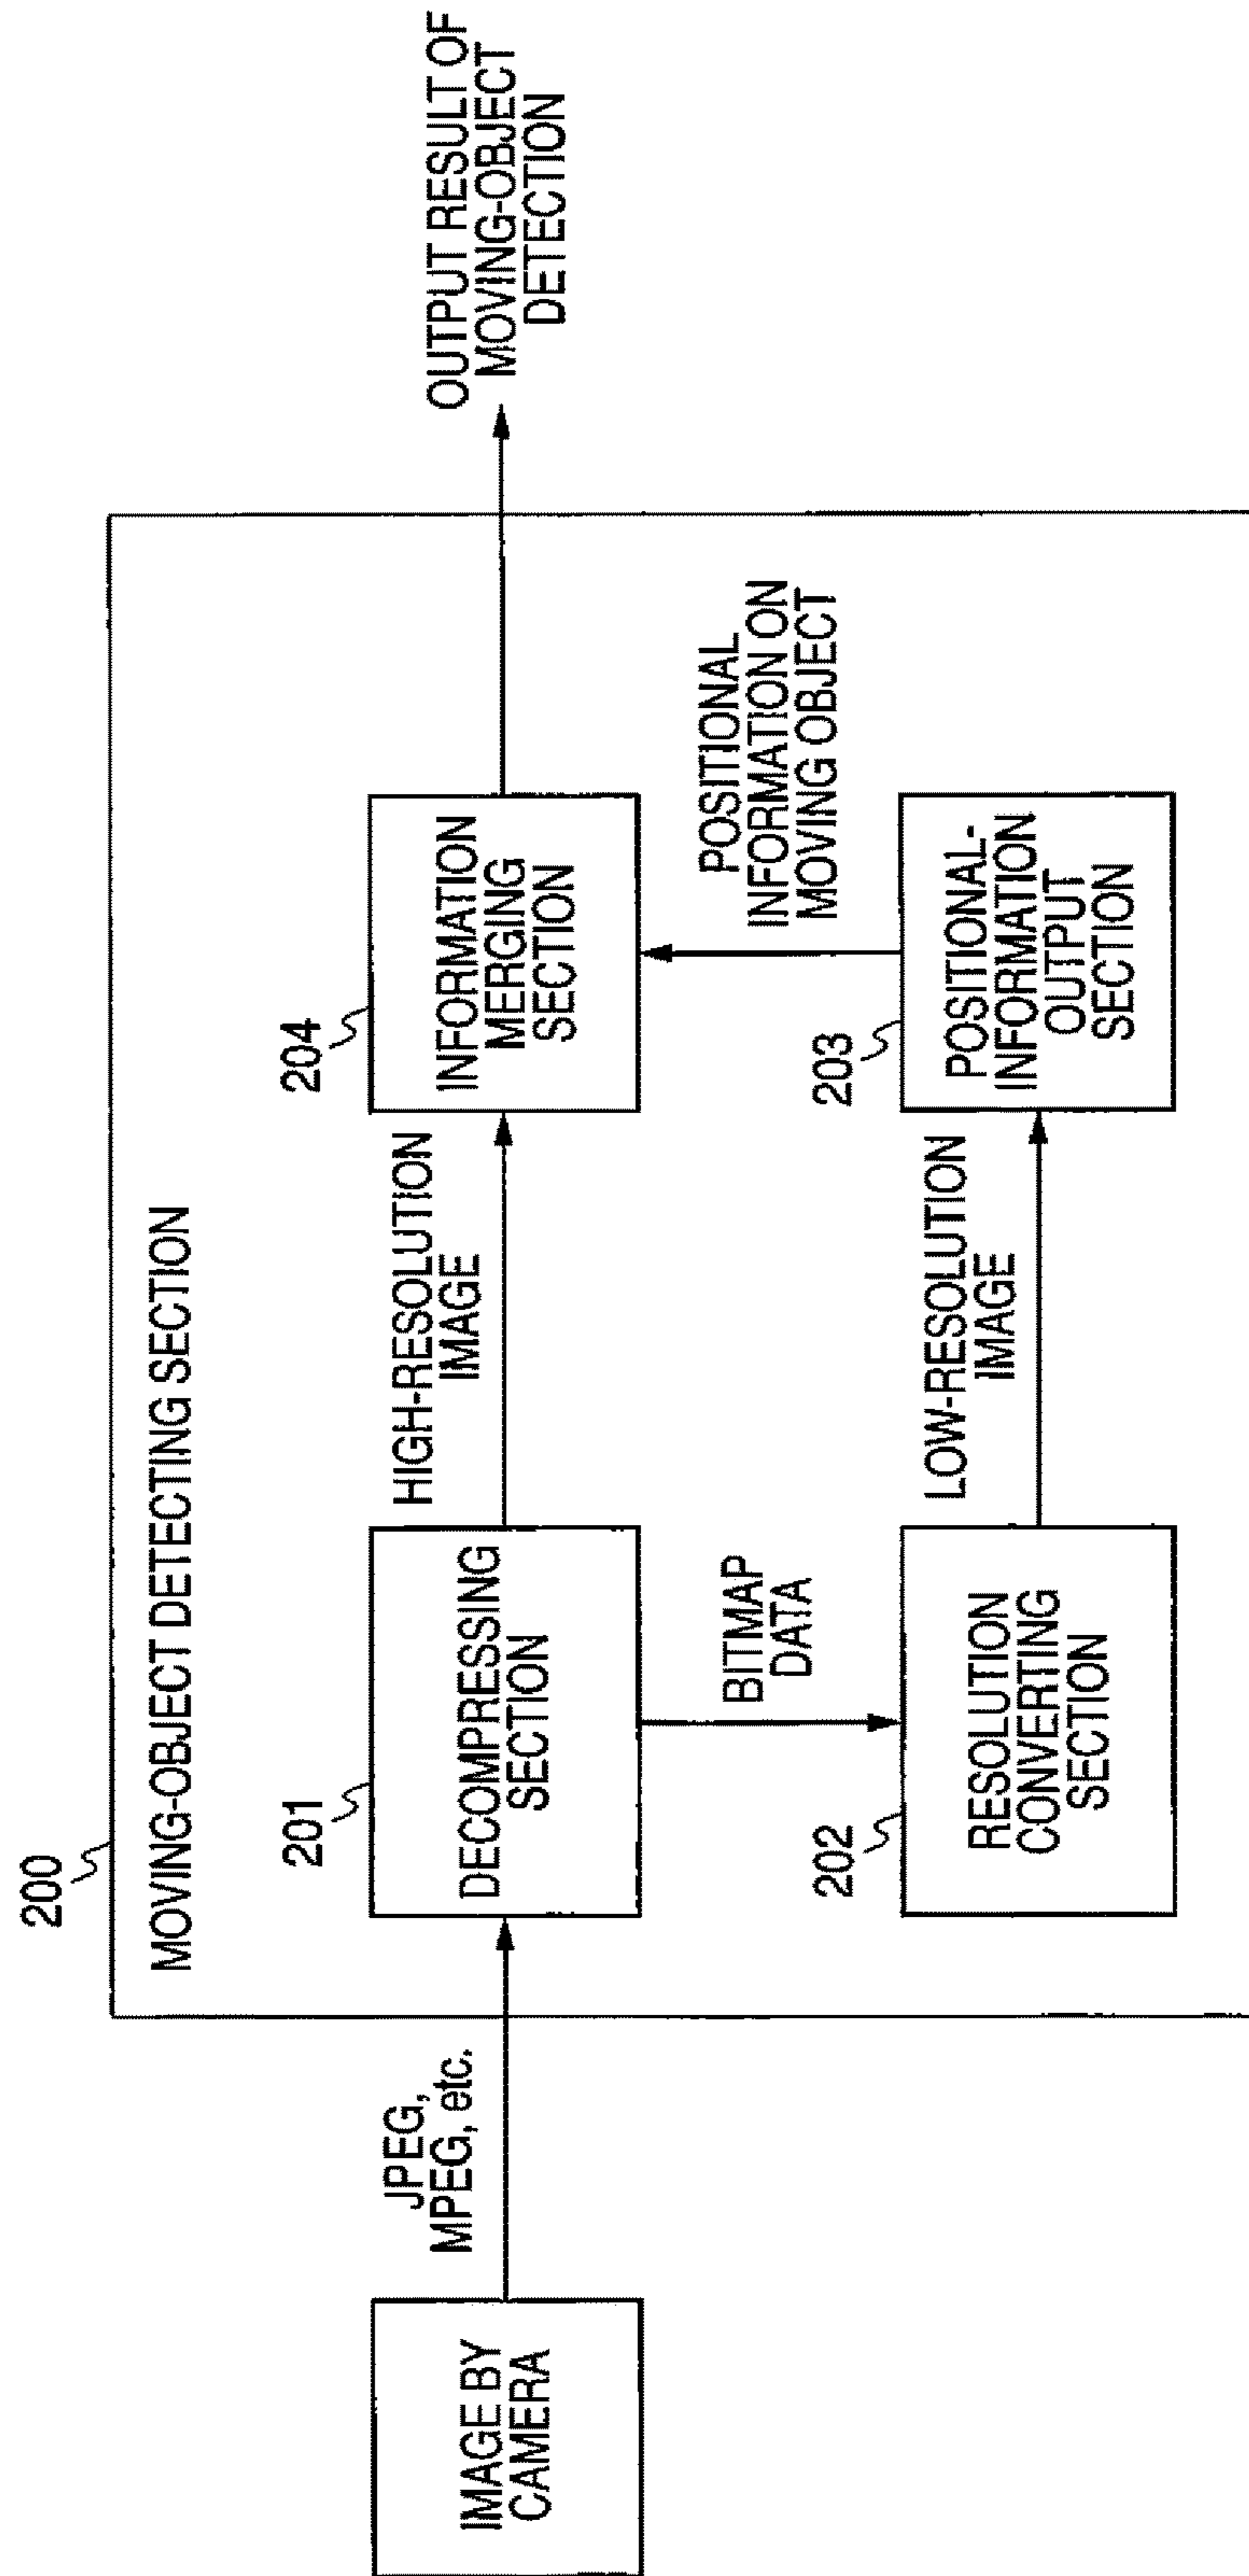 200
MOVING-OBJECT DETECTING SECTION
IMAGE BY
CAMERA
JPEG,
MPEG, etc.
201
DECOMPRESSING
SECTION
HIGH-RESOLUTION
IMAGE
204
INFORMATION
MERGING
SECTION
OUTPUT RESULT OF
MOVING-OBJECT
DETECTION
BITMAP
DATA
POSITIONAL
INFORMATION ON
MOVING OBJECT
202
RESOLUTION
CONVERTING
SECTION
LOW-RESOLUTION
IMAGE
203
POSITIONAL-
INFORMATION
OUTPUT
SECTION